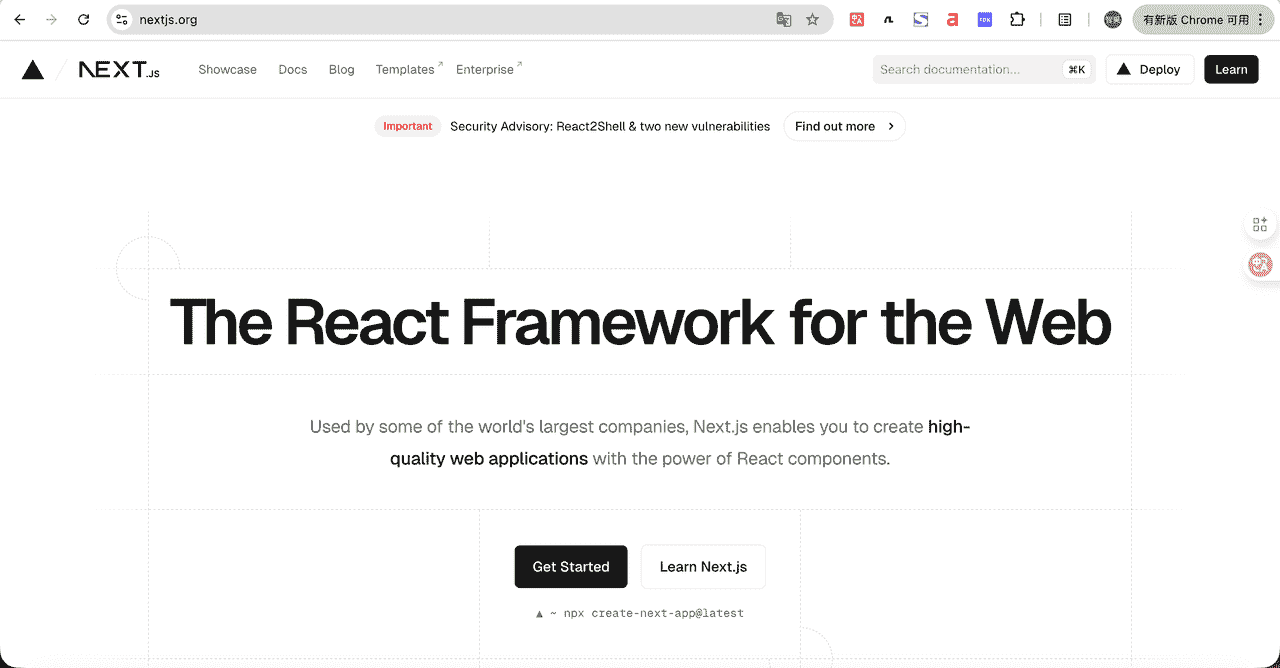 nextjs.org
有新版 Chrome 可用
NEXT.JS
Showcase Docs Blog Templates Enterprise
Search documentation... ⌘K
Deploy
Learn
Important Security Advisory: React2Shell & two new vulnerabilities Find out more
The React Framework for the Web
Used by some of the world's largest companies, Next.js enables you to create high-
quality web applications with the power of React components.
Get Started Learn Next.js
▲ ~ npx create-next-app@latest